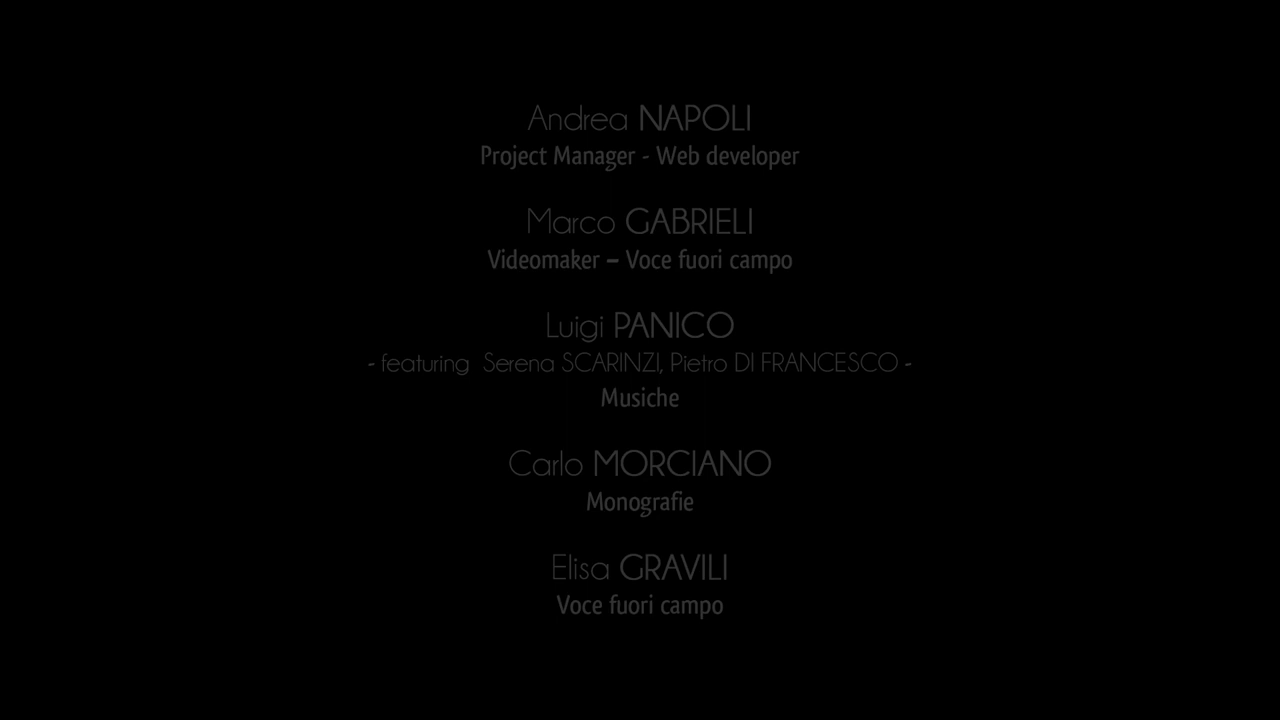 Andrea NAPOLI
Project Manager - Web developer
Marco GABRIELI
Videomaker – Voce fuori campo
Luigi PANICO
- featuring  Serena SCARINZI, Pietro DI FRANCESCO -
Musiche
Carlo MORCIANO
Monografie
Elisa GRAVILI
Voce fuori campo